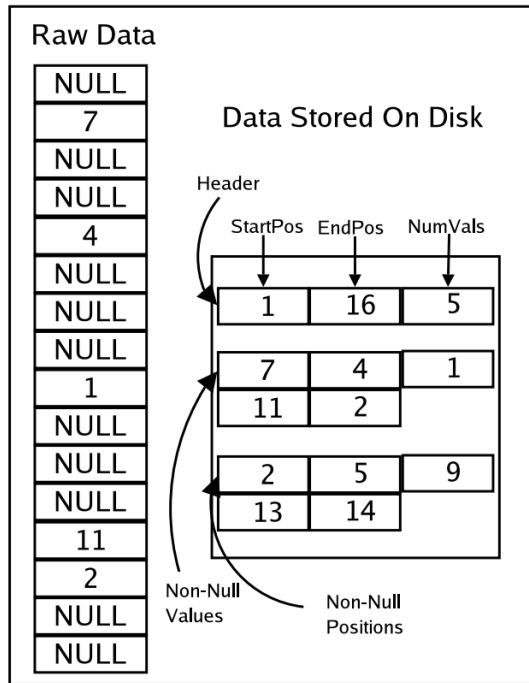 Raw Data
NULL
7
NULL
NULL
4
NULL
NULL
NULL
1
NULL
NULL
NULL
11
2
NULL
NULL
Data Stored On Disk
Header
StartPos EndPos NumVals
1 16 5
7 4 1
11 2
2 5 9
13 14
Non-Null
Values
Non-Null
Positions